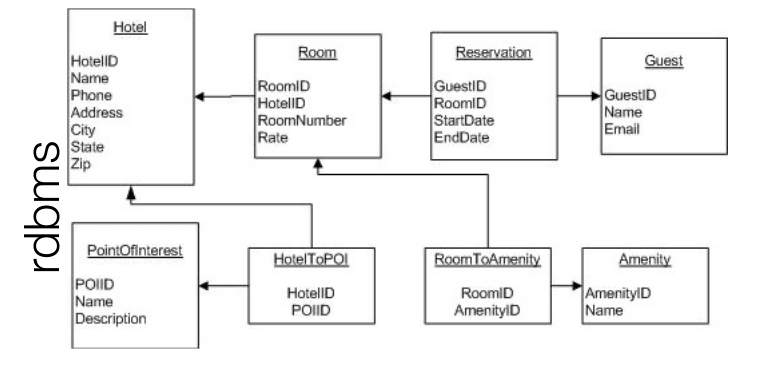 rdbms
Hotel
HotelID
Name
Phone
Address
City
State
Zip
Room
RoomID
HotelID
RoomNumber
Rate
Reservation
GuestID
RoomID
StartDate
EndDate
Guest
GuestID
Name
Email
PointOfInterest
POIID
Name
Description
HotelToPOI
HotelID
POIID
RoomToAmenity
RoomID
AmenityID
Amenity
AmenityID
Name